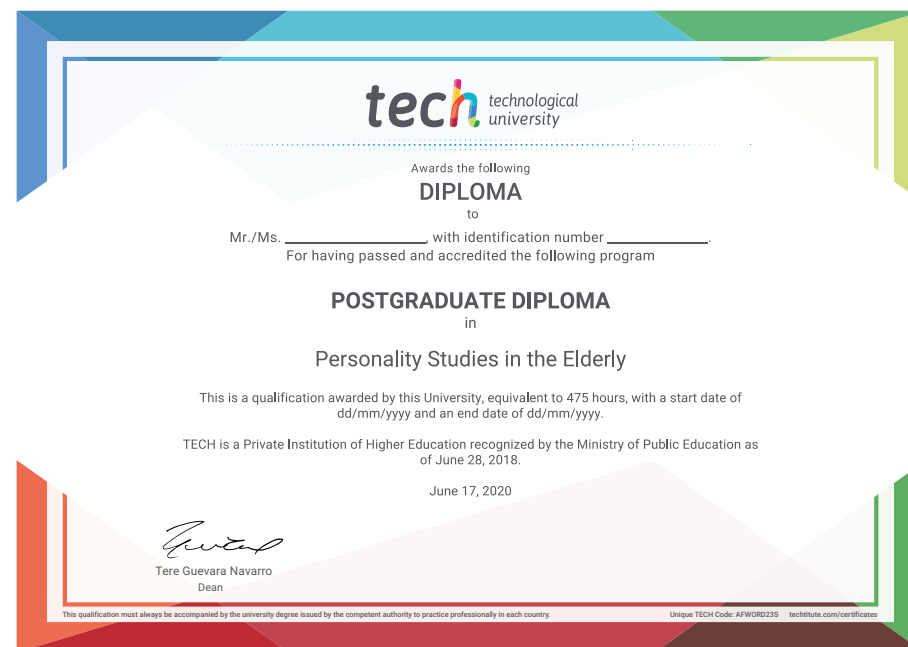 tech technological
university
Awards the following
DIPLOMA
to
Mr./Ms. ____________________, with identification number ______________.
For having passed and accredited the following program
POSTGRADUATE DIPLOMA
in
Personality Studies in the Elderly
This is a qualification awarded by this University, equivalent to 475 hours, with a start date of
dd/mm/yyyy and an end date of dd/mm/yyyy.
TECH is a Private Institution of Higher Education recognized by the Ministry of Public Education as
of June 28, 2018.
June 17, 2020
Tere Guevara Navarro
Dean
This qualification must always be accompanied by the university degree issued by the competent authority to practice professionally in each country. Unique TECH Code: AFWORD23S techtitute.com/certificates